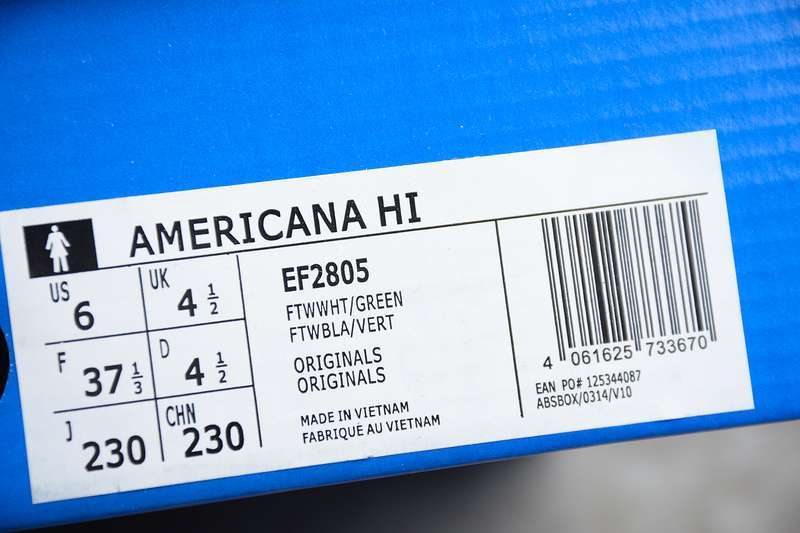 AMERICANA HI
US 6
UK 4 1/2
F 37 1/3
D 4 1/2
J 230
CHN 230
EF2805
FTWWHT/GREEN
FTWBLA/VERT
ORIGINALS
ORIGINALS
MADE IN VIETNAM
FABRIQUÉ AU VIETNAM
4 061625 733670
EAN PO# 125344087
ABSBOX/0314/V10